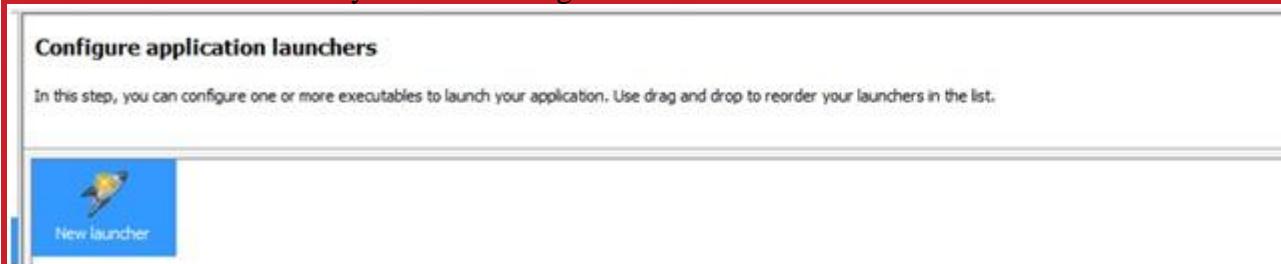 Configure application launchers
In this step, you can configure one or more executables to launch your application. Use drag and drop to reorder your launchers in the list.
New launcher